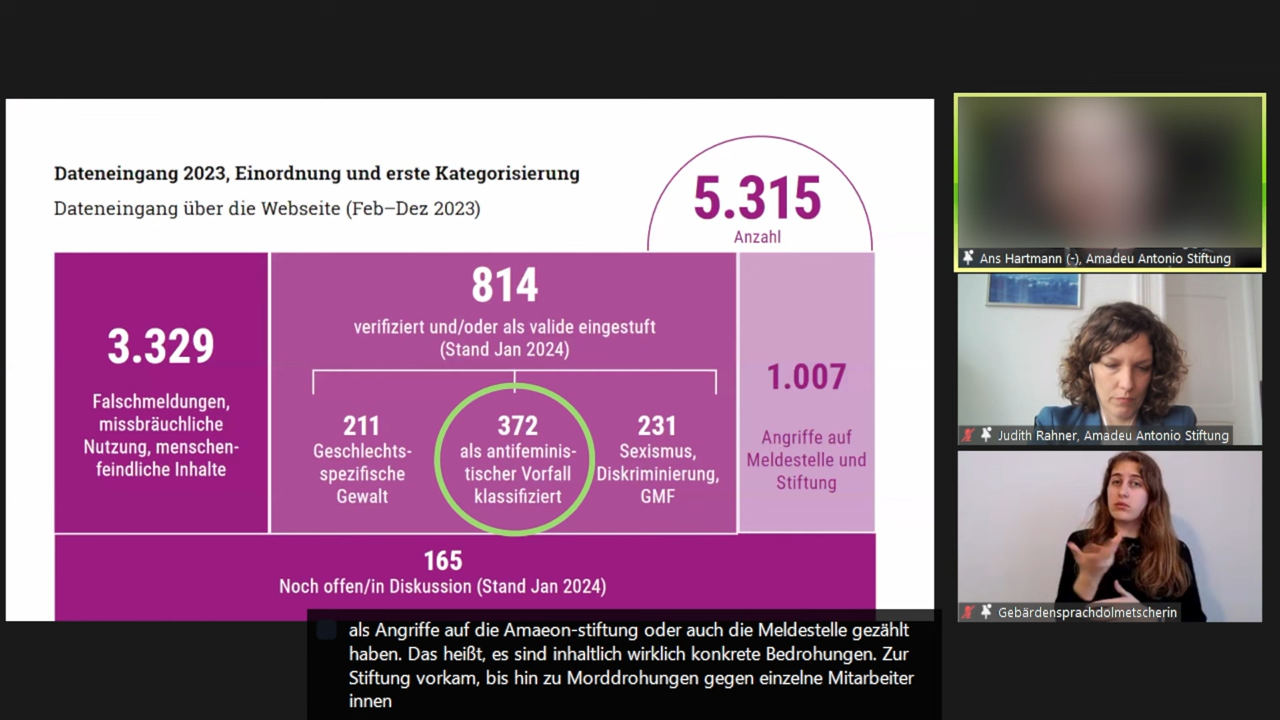 Dateneingang 2023, Einordnung und erste Kategorisierung
Dateneingang über die Webseite (Feb–Dez 2023)
5.315
Anzahl
3.329
Falschmeldungen,
missbräuchliche
Nutzung, menschen-
feindliche Inhalte
814
verifiziert und/oder als valide eingestuft
(Stand Jan 2024)
211
Geschlechts-
spezifische
Gewalt
372
als antifeminis-
tischer Vorfall
klassifiziert
231
Sexismus,
Diskriminierung,
GMF
1.007
Angriffe auf
Meldestelle und
Stiftung
165
Noch offen/in Diskussion (Stand Jan 2024)
als Angriffe auf die Amaeon-stiftung oder auch die Meldestelle gezählt
haben. Das heißt, es sind inhaltlich wirklich konkrete Bedrohungen. Zur
Stiftung vorkam, bis hin zu Morddrohungen gegen einzelne Mitarbeiter
innen
Ans Hartmann (-), Amadeu Antonio Stiftung
Judith Rahner, Amadeu Antonio Stiftung
Gebärdensprachdolmetscherin